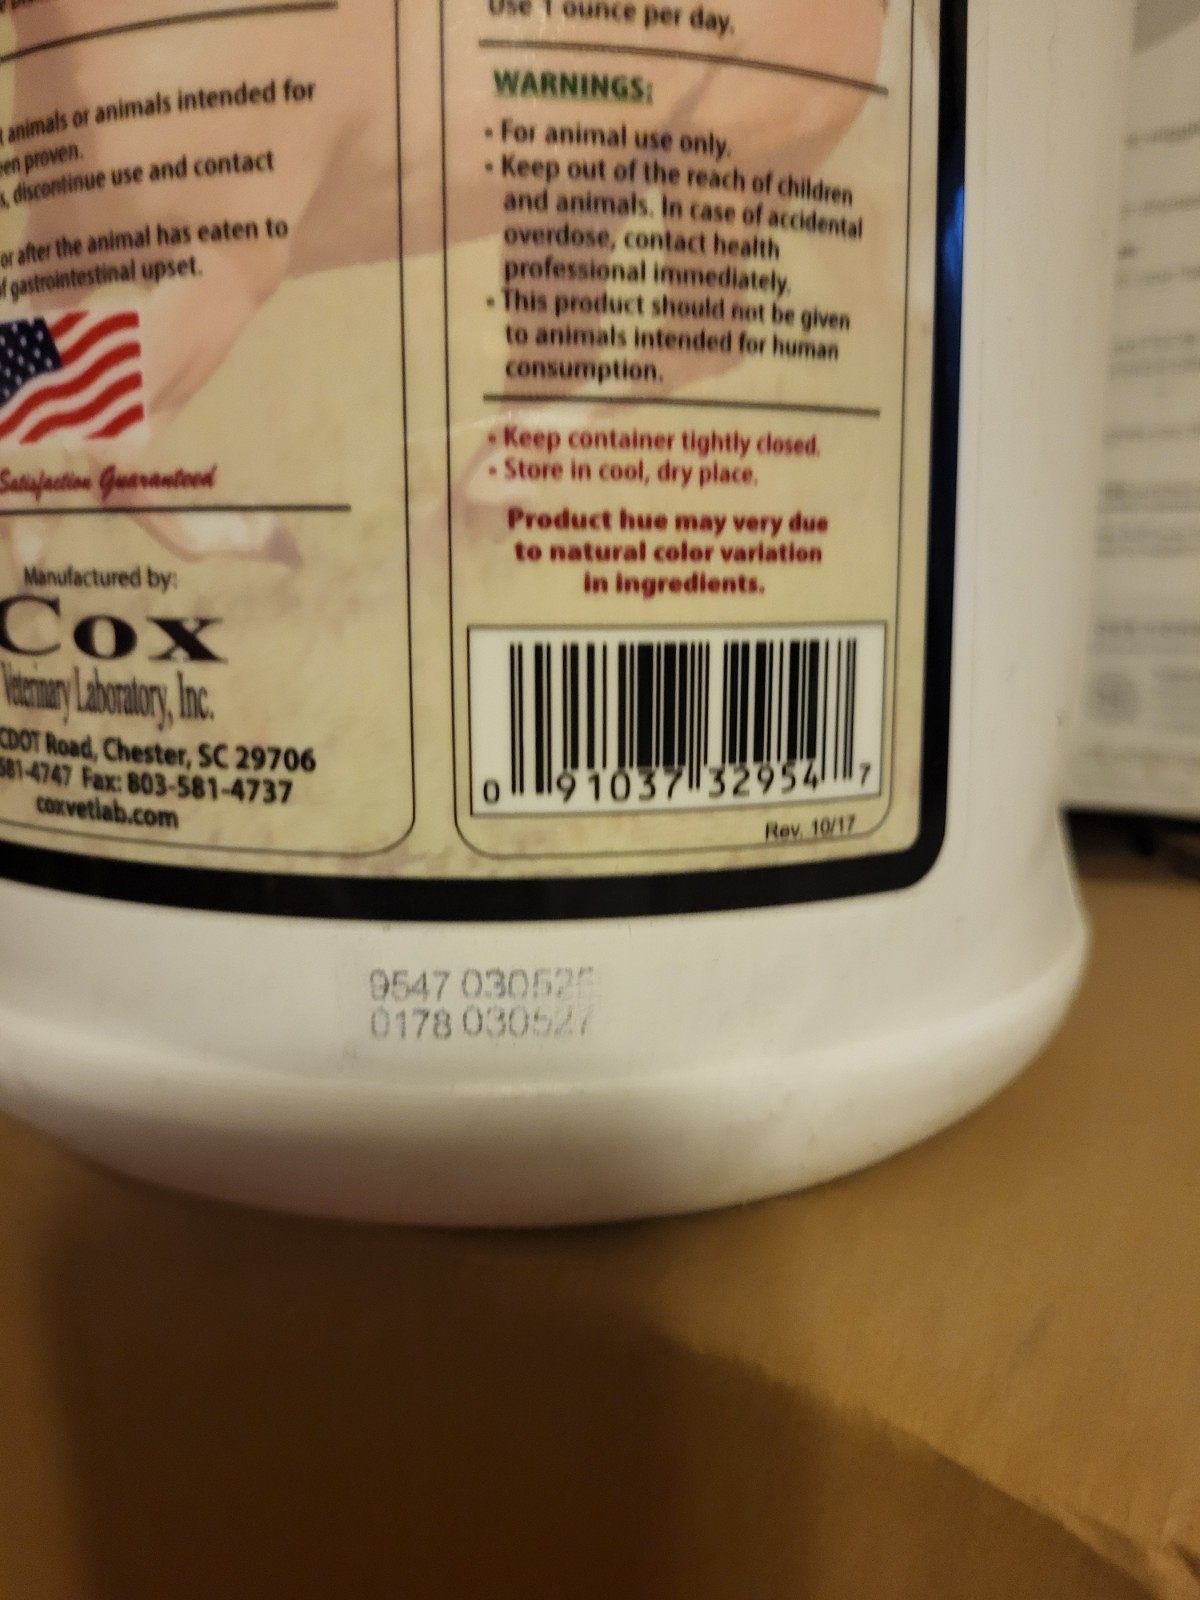 animals or animals intended for
proven.
discontinue use and contact
or after the animal has eaten to
gastrointestinal upset.
Satisfaction Guaranteed
Manufactured by:
Cox
Veterinary Laboratory, Inc.
Road, Chester, SC 29706
581-4747 Fax: 803-581-4737
coxvetlab.com
Use 1 ounce per day.
WARNINGS:
• For animal use only.
• Keep out of the reach of children
and animals. In case of accidental
overdose, contact health
professional immediately.
• This product should not be given
to animals intended for human
consumption.
• Keep container tightly closed.
• Store in cool, dry place.
Product hue may very due
to natural color variation
in ingredients.
0 91037 32954 7
Rev. 10/17
9547 030525
0178 030527